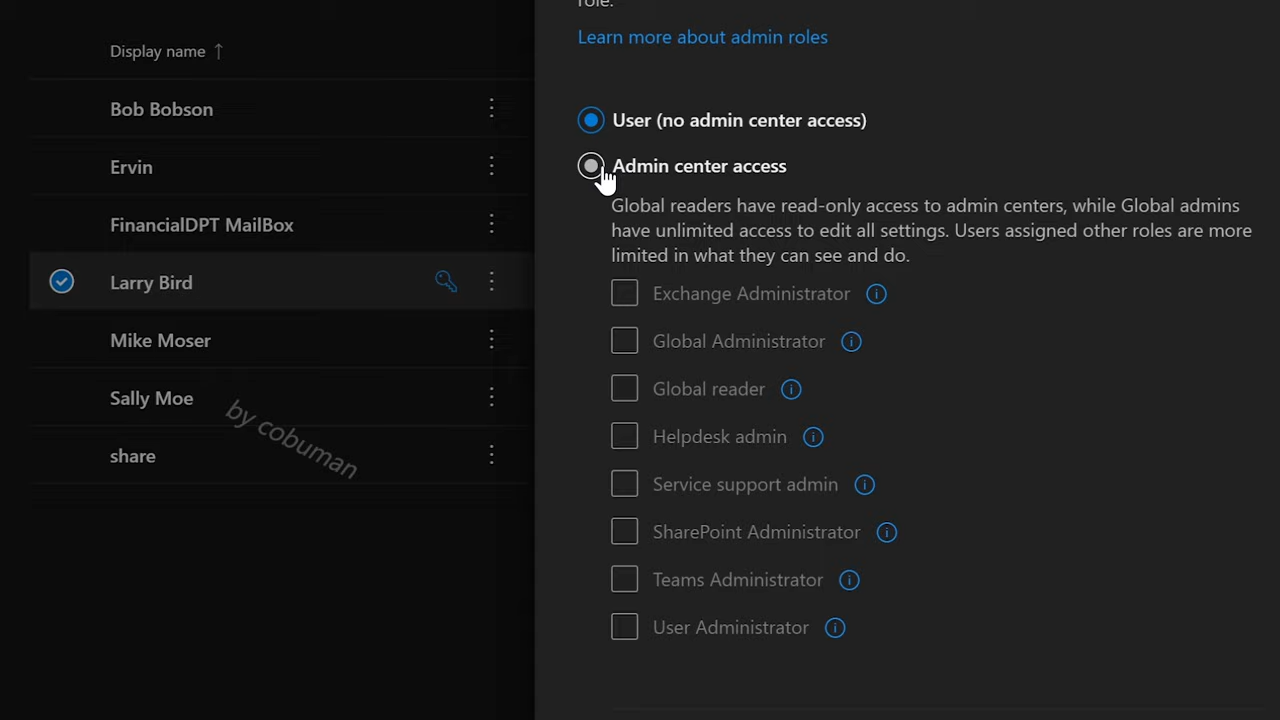 role.
Learn more about admin roles
Display name ↑
Bob Bobson
Ervin
FinancialDPT MailBox
Larry Bird
Mike Moser
Sally Moe
share
by cobuman
User (no admin center access)
Admin center access
Global readers have read-only access to admin centers, while Global admins
have unlimited access to edit all settings. Users assigned other roles are more
limited in what they can see and do.
Exchange Administrator
Global Administrator
Global reader
Helpdesk admin
Service support admin
SharePoint Administrator
Teams Administrator
User Administrator